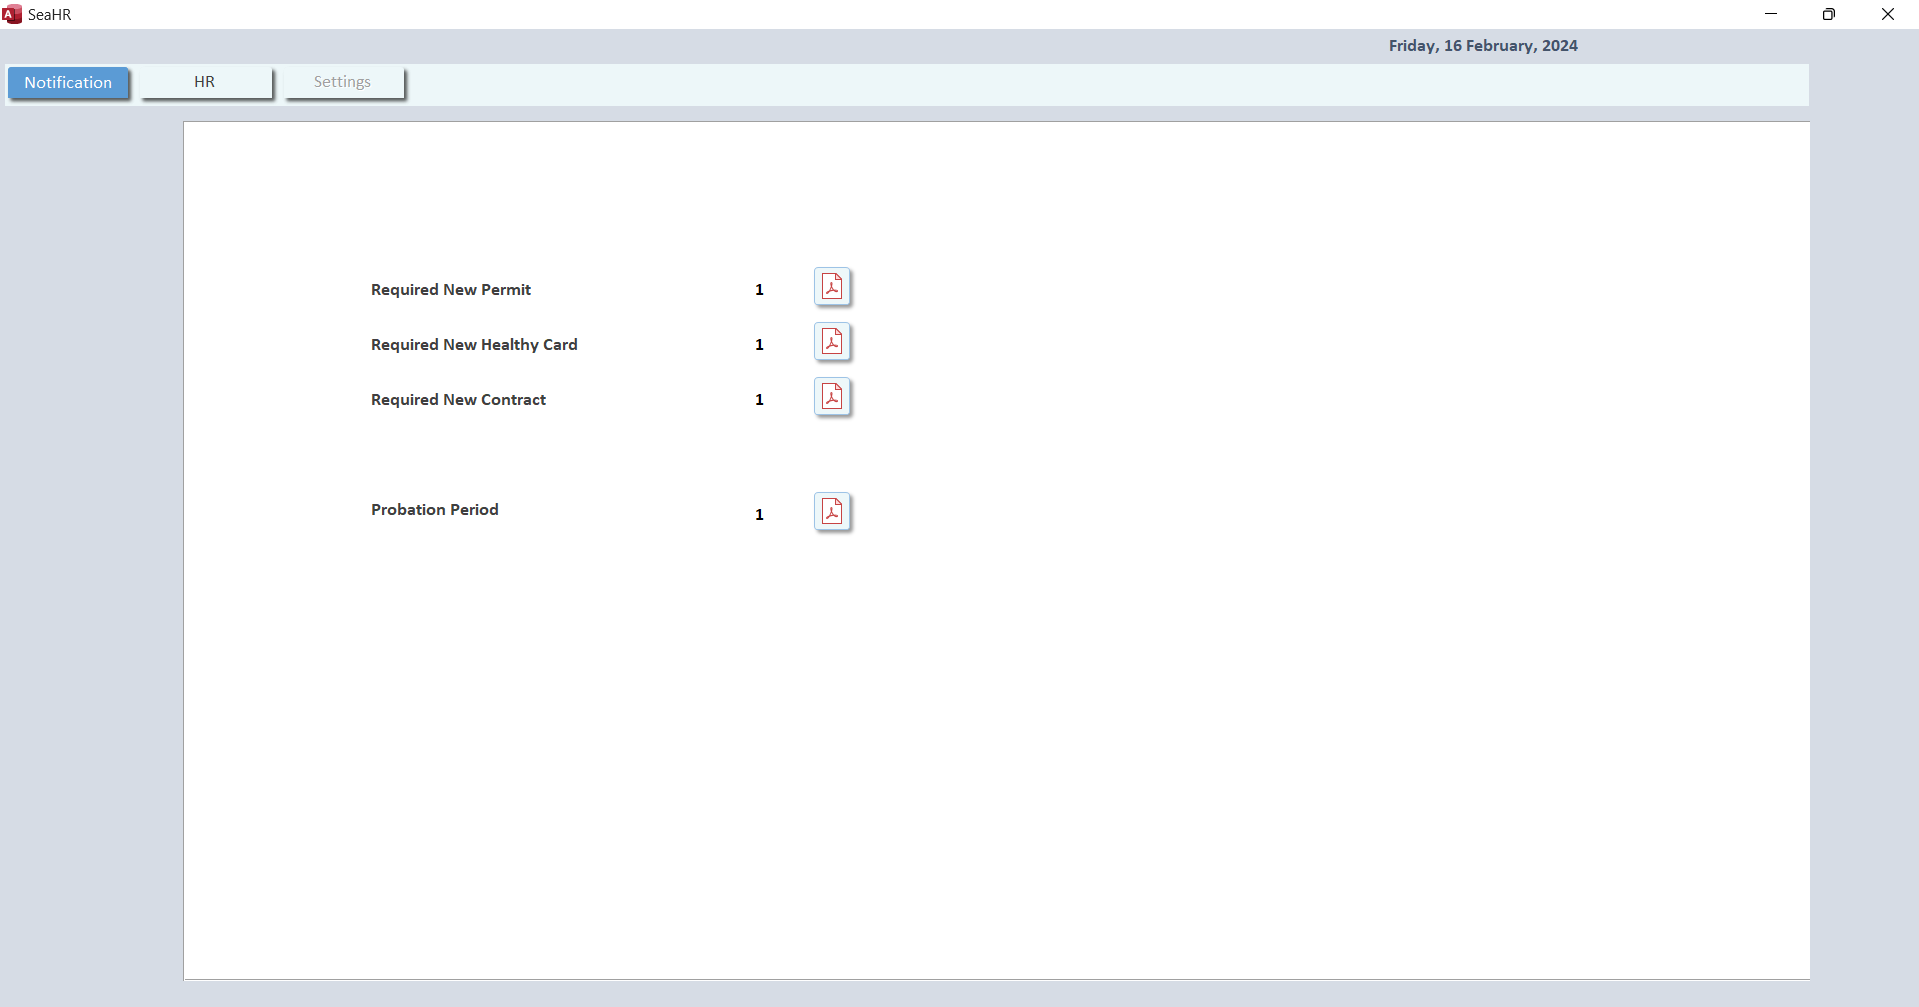 SeaHR
Friday, 16 February, 2024
Notification HR Settings
Required New Permit 1
Required New Healthy Card 1
Required New Contract 1
Probation Period 1